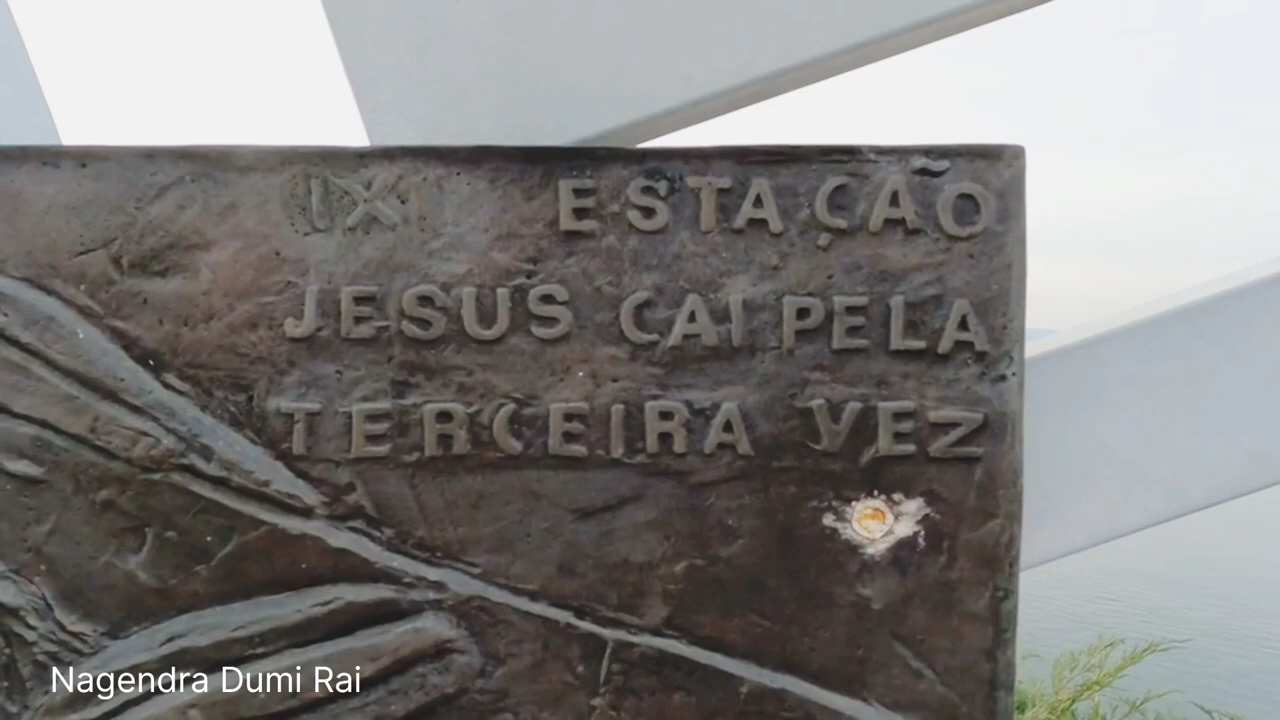 IX ESTAÇÃO
JESUS CAI PELA
TERCEIRA VEZ
Nagendra Dumi Rai